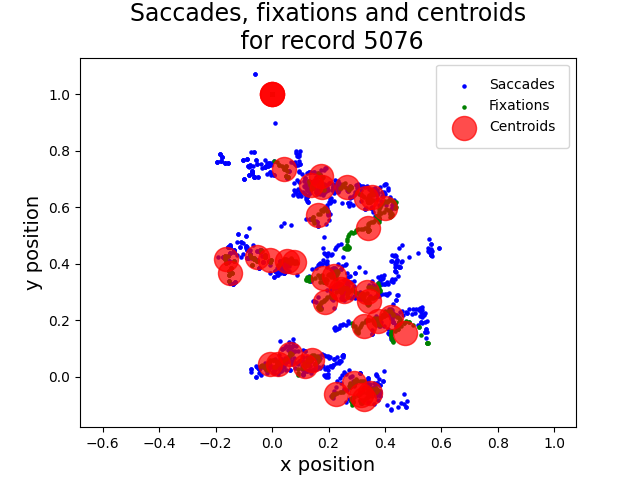 Saccades, fixations and centroids
for record 5076
Saccades
Fixations
Centroids
y position
1.0
0.8
0.6
0.4
0.2
0.0
−0.6
−0.4
−0.2
0.0
0.2
0.4
0.6
0.8
1.0
x position